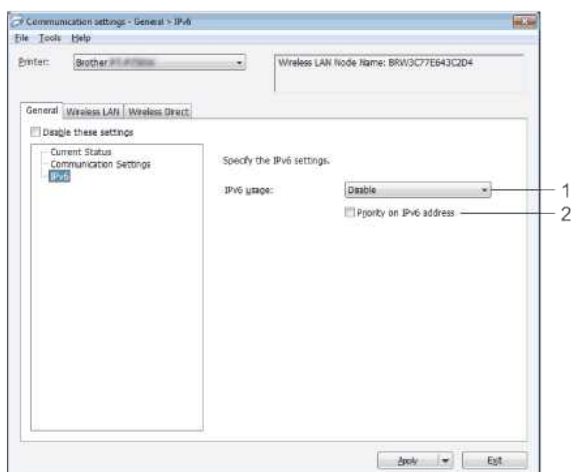 Communication settings - General > IPv6
File Tools Help
Printer: Brother
Wireless LAN Node Name: BRW3C77E643C2D4
General Wireless LAN Wireless Direct
Disable these settings
Current Status
Communication Settings
IPv6
Specify the IPv6 settings.
IPv6 usage: Disable 1
Priority on IPv6 address 2
Apply Exit